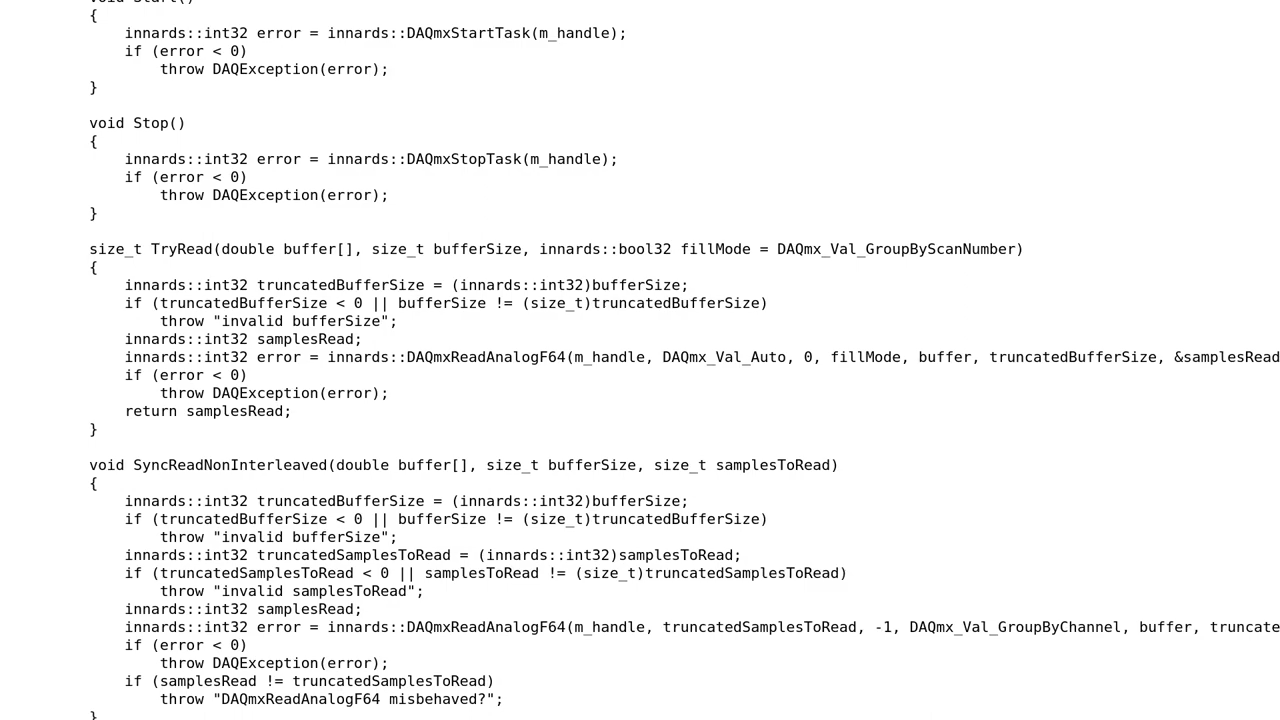 void Start()
{
    innards::int32 error = innards::DAQmxStartTask(m_handle);
    if (error < 0)
        throw DAQException(error);
}

void Stop()
{
    innards::int32 error = innards::DAQmxStopTask(m_handle);
    if (error < 0)
        throw DAQException(error);
}

size_t TryRead(double buffer[], size_t bufferSize, innards::bool32 fillMode = DAQmx_Val_GroupByScanNumber)
{
    innards::int32 truncatedBufferSize = (innards::int32)bufferSize;
    if (truncatedBufferSize < 0 || bufferSize != (size_t)truncatedBufferSize)
        throw "invalid bufferSize";
    innards::int32 samplesRead;
    innards::int32 error = innards::DAQmxReadAnalogF64(m_handle, DAQmx_Val_Auto, 0, fillMode, buffer, truncatedBufferSize, &samplesRead
    if (error < 0)
        throw DAQException(error);
    return samplesRead;
}

void SyncReadNonInterleaved(double buffer[], size_t bufferSize, size_t samplesToRead)
{
    innards::int32 truncatedBufferSize = (innards::int32)bufferSize;
    if (truncatedBufferSize < 0 || bufferSize != (size_t)truncatedBufferSize)
        throw "invalid bufferSize";
    innards::int32 truncatedSamplesToRead = (innards::int32)samplesToRead;
    if (truncatedSamplesToRead < 0 || samplesToRead != (size_t)truncatedSamplesToRead)
        throw "invalid samplesToRead";
    innards::int32 samplesRead;
    innards::int32 error = innards::DAQmxReadAnalogF64(m_handle, truncatedSamplesToRead, -1, DAQmx_Val_GroupByChannel, buffer, truncate
    if (error < 0)
        throw DAQException(error);
    if (samplesRead != truncatedSamplesToRead)
        throw "DAQmxReadAnalogF64 misbehaved?";
}